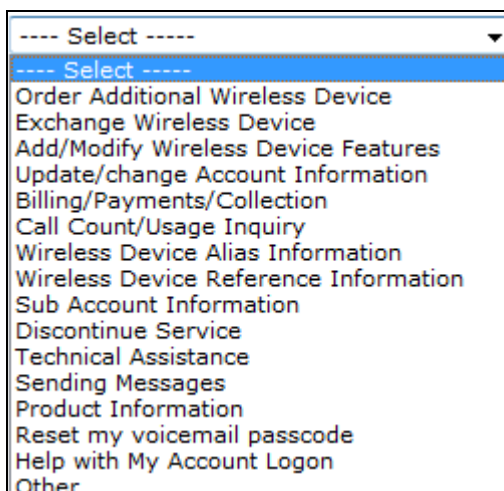 ---- Select -----
---- Select -----
Order Additional Wireless Device
Exchange Wireless Device
Add/Modify Wireless Device Features
Update/change Account Information
Billing/Payments/Collection
Call Count/Usage Inquiry
Wireless Device Alias Information
Wireless Device Reference Information
Sub Account Information
Discontinue Service
Technical Assistance
Sending Messages
Product Information
Reset my voicemail passcode
Help with My Account Logon
Other